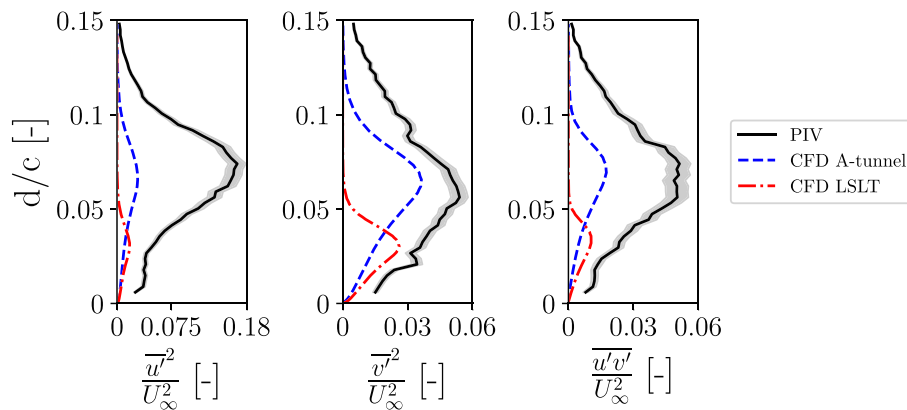 0.15
0.1
0.05
0
d/c [-]
0 0.075 0.18
$\frac{\overline{u'}^2}{U_\infty^2}$ [-]
0.15
0.1
0.05
0
0 0.03 0.06
$\frac{\overline{v'}^2}{U_\infty^2}$ [-]
0.15
0.1
0.05
0
0 0.03 0.06
$\frac{\overline{u'v'}}{U_\infty^2}$ [-]
PIV
CFD A-tunnel
CFD LSLT